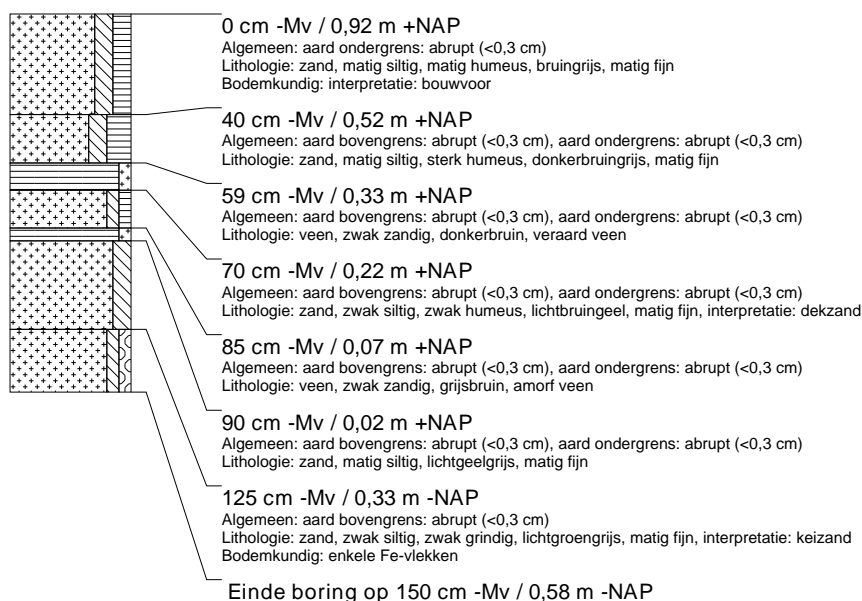 0 cm -Mv / 0,92 m +NAP
Algemeen: aard ondergrens: abrupt (<0,3 cm)
Lithologie: zand, matig siltig, matig humeus, bruingrijs, matig fijn
Bodemkundig: interpretatie: bouwvoor
40 cm -Mv / 0,52 m +NAP
Algemeen: aard bovengrens: abrupt (<0,3 cm), aard ondergrens: abrupt (<0,3 cm)
Lithologie: zand, matig siltig, sterk humeus, donkerbruingrijs, matig fijn
59 cm -Mv / 0,33 m +NAP
Algemeen: aard bovengrens: abrupt (<0,3 cm), aard ondergrens: abrupt (<0,3 cm)
Lithologie: veen, zwak zandig, donkerbruin, veraard veen
70 cm -Mv / 0,22 m +NAP
Algemeen: aard bovengrens: abrupt (<0,3 cm), aard ondergrens: abrupt (<0,3 cm)
Lithologie: zand, zwak siltig, zwak humeus, lichtbruingeel, matig fijn, interpretatie: dekzand
85 cm -Mv / 0,07 m +NAP
Algemeen: aard bovengrens: abrupt (<0,3 cm), aard ondergrens: abrupt (<0,3 cm)
Lithologie: veen, zwak zandig, grijsbruin, amorf veen
90 cm -Mv / 0,02 m +NAP
Algemeen: aard bovengrens: abrupt (<0,3 cm), aard ondergrens: abrupt (<0,3 cm)
Lithologie: zand, matig siltig, lichtgeelgrijs, matig fijn
125 cm -Mv / 0,33 m -NAP
Algemeen: aard bovengrens: abrupt (<0,3 cm)
Lithologie: zand, zwak siltig, zwak grindig, lichtgroengrijs, matig fijn, interpretatie: keizand
Bodemkundig: enkele Fe-vlekken
Einde boring op 150 cm -Mv / 0,58 m -NAP